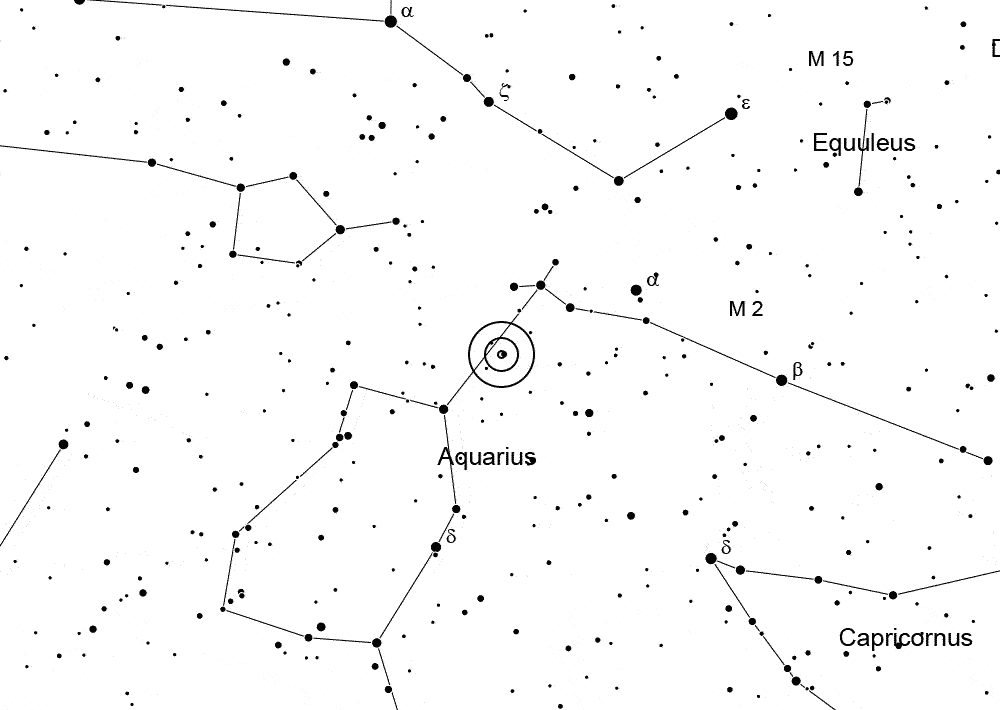 α
ζ
ε
M 15
Equuleus
α
M 2
β
Aquarius
δ
δ
Capricornus